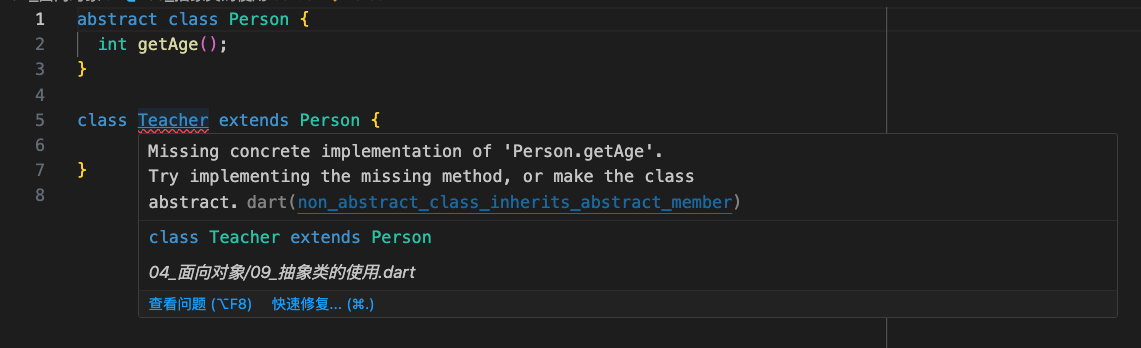 1 abstract class Person {
2 int getAge();
3 }
4
5 class Teacher extends Person {
6
7 }
8
Missing concrete implementation of 'Person.getAge'.
Try implementing the missing method, or make the class
abstract. dart(non_abstract_class_inherits_abstract_member)
class Teacher extends Person
04_面向对象/09_抽象类的使用.dart
查看问题 (⌥F8) 快速修复... (⌘.)